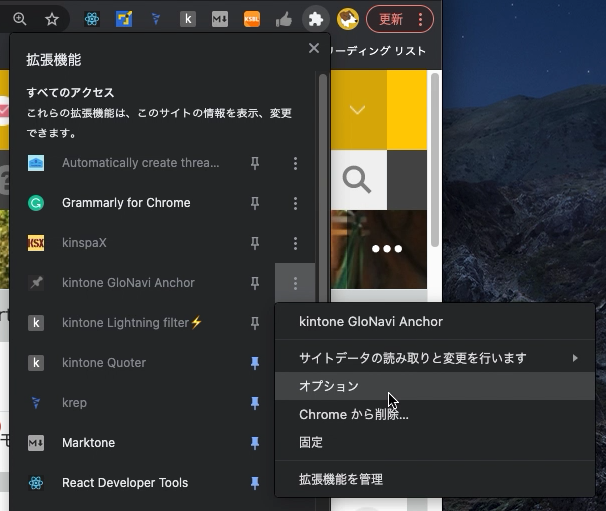 k
M↓
KSBL
更新
リーディング リスト
拡張機能
すべてのアクセス
これらの拡張機能は、このサイトの情報を表示、変更
できます。
Automatically create threa...
Grammarly for Chrome
KSX kinspaX
kintone GloNavi Anchor
k kintone Lightning filter⚡
k kintone Quoter
krep
M↓ Marktone
React Developer Tools
kintone GloNavi Anchor
サイトデータの読み取りと変更を行います
オプション
Chrome から削除...
固定
拡張機能を管理